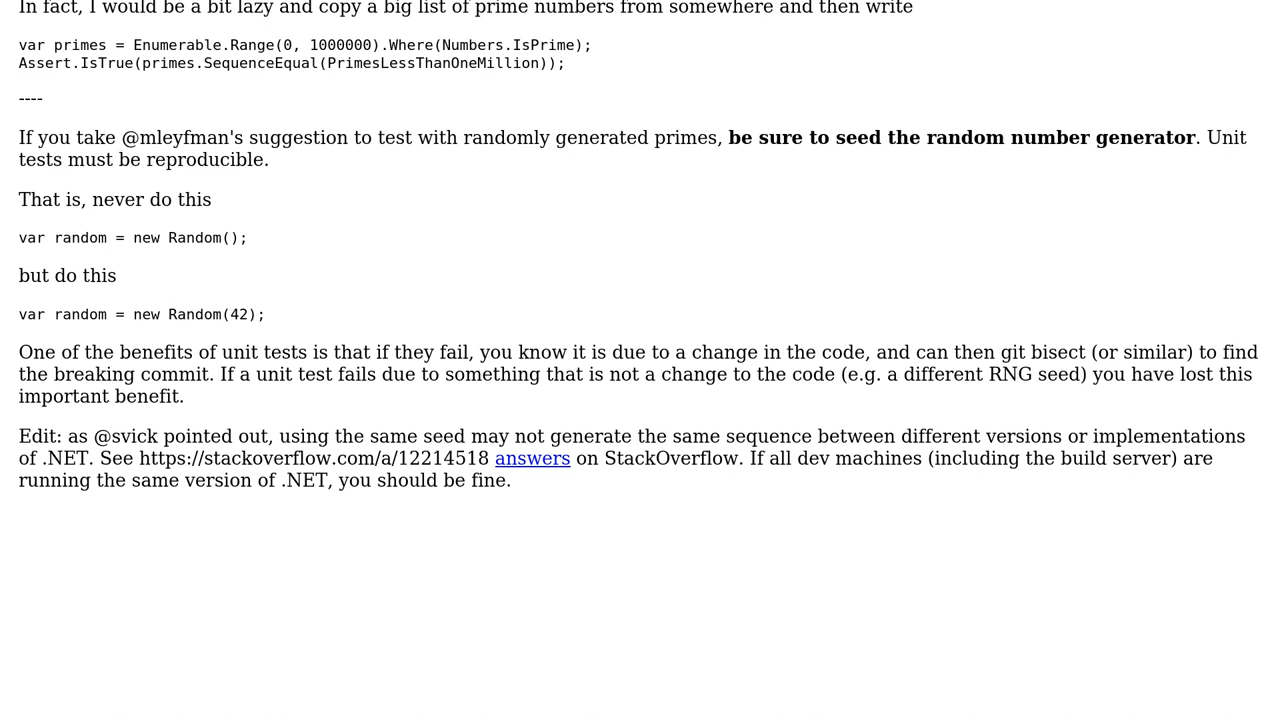 In fact, I would be a bit lazy and copy a big list of prime numbers from somewhere and then write
var primes = Enumerable.Range(0, 1000000).Where(Numbers.IsPrime);
Assert.IsTrue(primes.SequenceEqual(PrimesLessThanOneMillion));
----
If you take @mleyfman's suggestion to test with randomly generated primes, be sure to seed the random number generator. Unit
tests must be reproducible.
That is, never do this
var random = new Random();
but do this
var random = new Random(42);
One of the benefits of unit tests is that if they fail, you know it is due to a change in the code, and can then git bisect (or similar) to find
the breaking commit. If a unit test fails due to something that is not a change to the code (e.g. a different RNG seed) you have lost this
important benefit.
Edit: as @svick pointed out, using the same seed may not generate the same sequence between different versions or implementations
of .NET. See https://stackoverflow.com/a/12214518 answers on StackOverflow. If all dev machines (including the build server) are
running the same version of .NET, you should be fine.